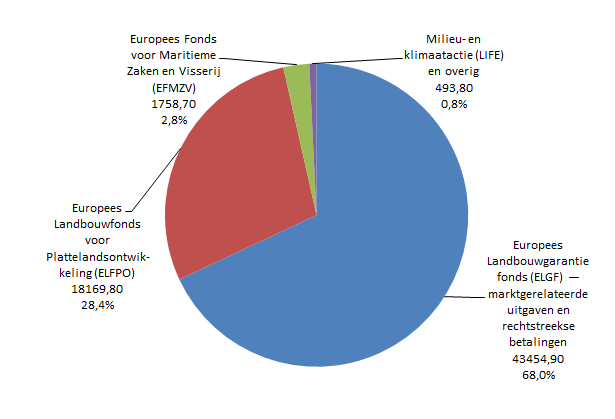 Europees Fonds
voor Maritieme
Zaken en Visserij
(EFMZV)
1758,70
2,8%
Milieu- en
klimaatactie (LIFE)
en overig
493,80
0,8%
Europees
Landbouwfonds
voor
Plattelandsontwik-
keling (ELFPO)
18169,80
28,4%
Europees
Landbouwgarantie
fonds (ELGF) —
marktgerelateerde
uitgaven en
rechtstreekse
betalingen
43454,90
68,0%